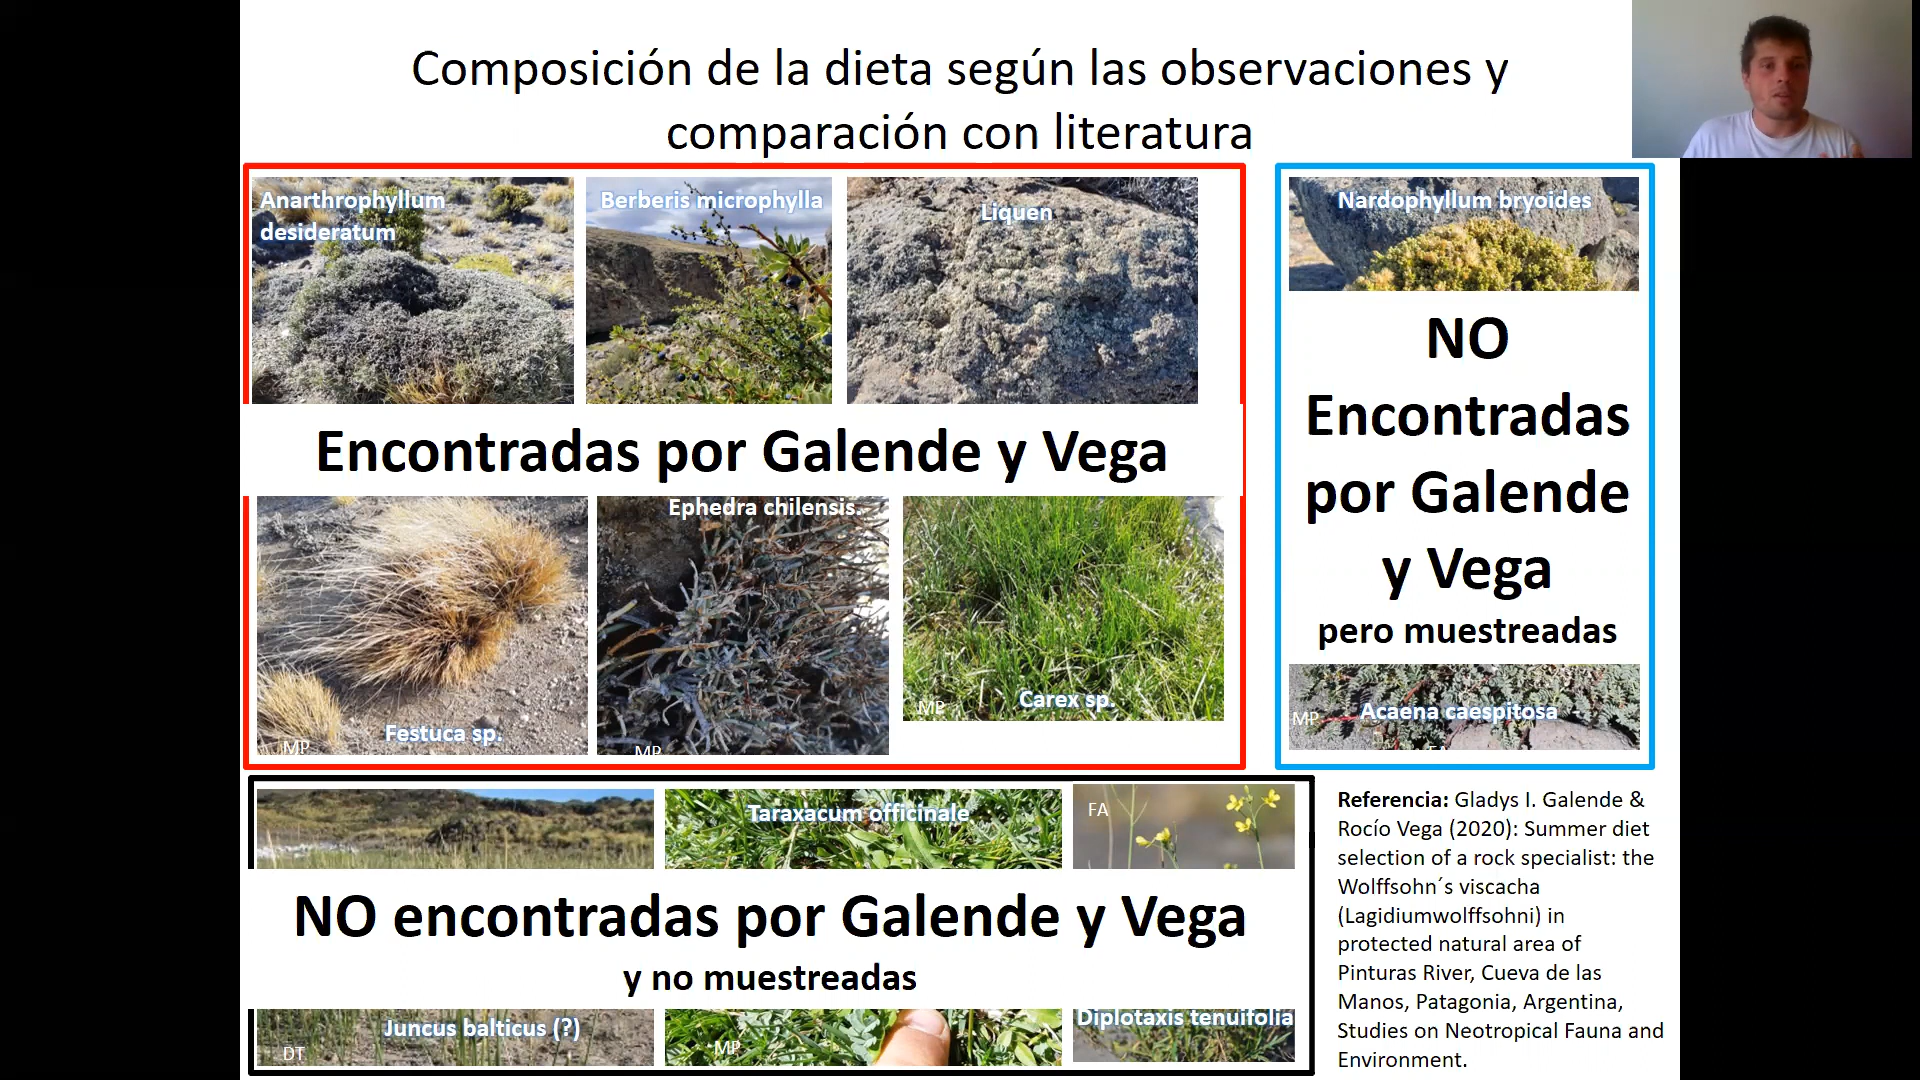 Composición de la dieta según las observaciones y
comparación con literatura
Anarthrophyllum
desideratum
Berberis microphylla
Liquen
Encontradas por Galende y Vega
Festuca sp.
MP
Ephedra chilensis.
MP
Carex sp.
MP
Nardophyllum bryoides
NO
Encontradas
por Galende
y Vega
pero muestreadas
MP
Acaena caespitosa
FA
Taraxacum officinale
FA
NO encontradas por Galende y Vega
y no muestreadas
Juncus balticus (?)
DT
MP
Diplotaxis tenuifolia
Referencia: Gladys I. Galende &
Rocío Vega (2020): Summer diet
selection of a rock specialist: the
Wolffsohn´s viscacha
(Lagidiumwolffsohni) in
protected natural area of
Pinturas River, Cueva de las
Manos, Patagonia, Argentina,
Studies on Neotropical Fauna and
Environment.